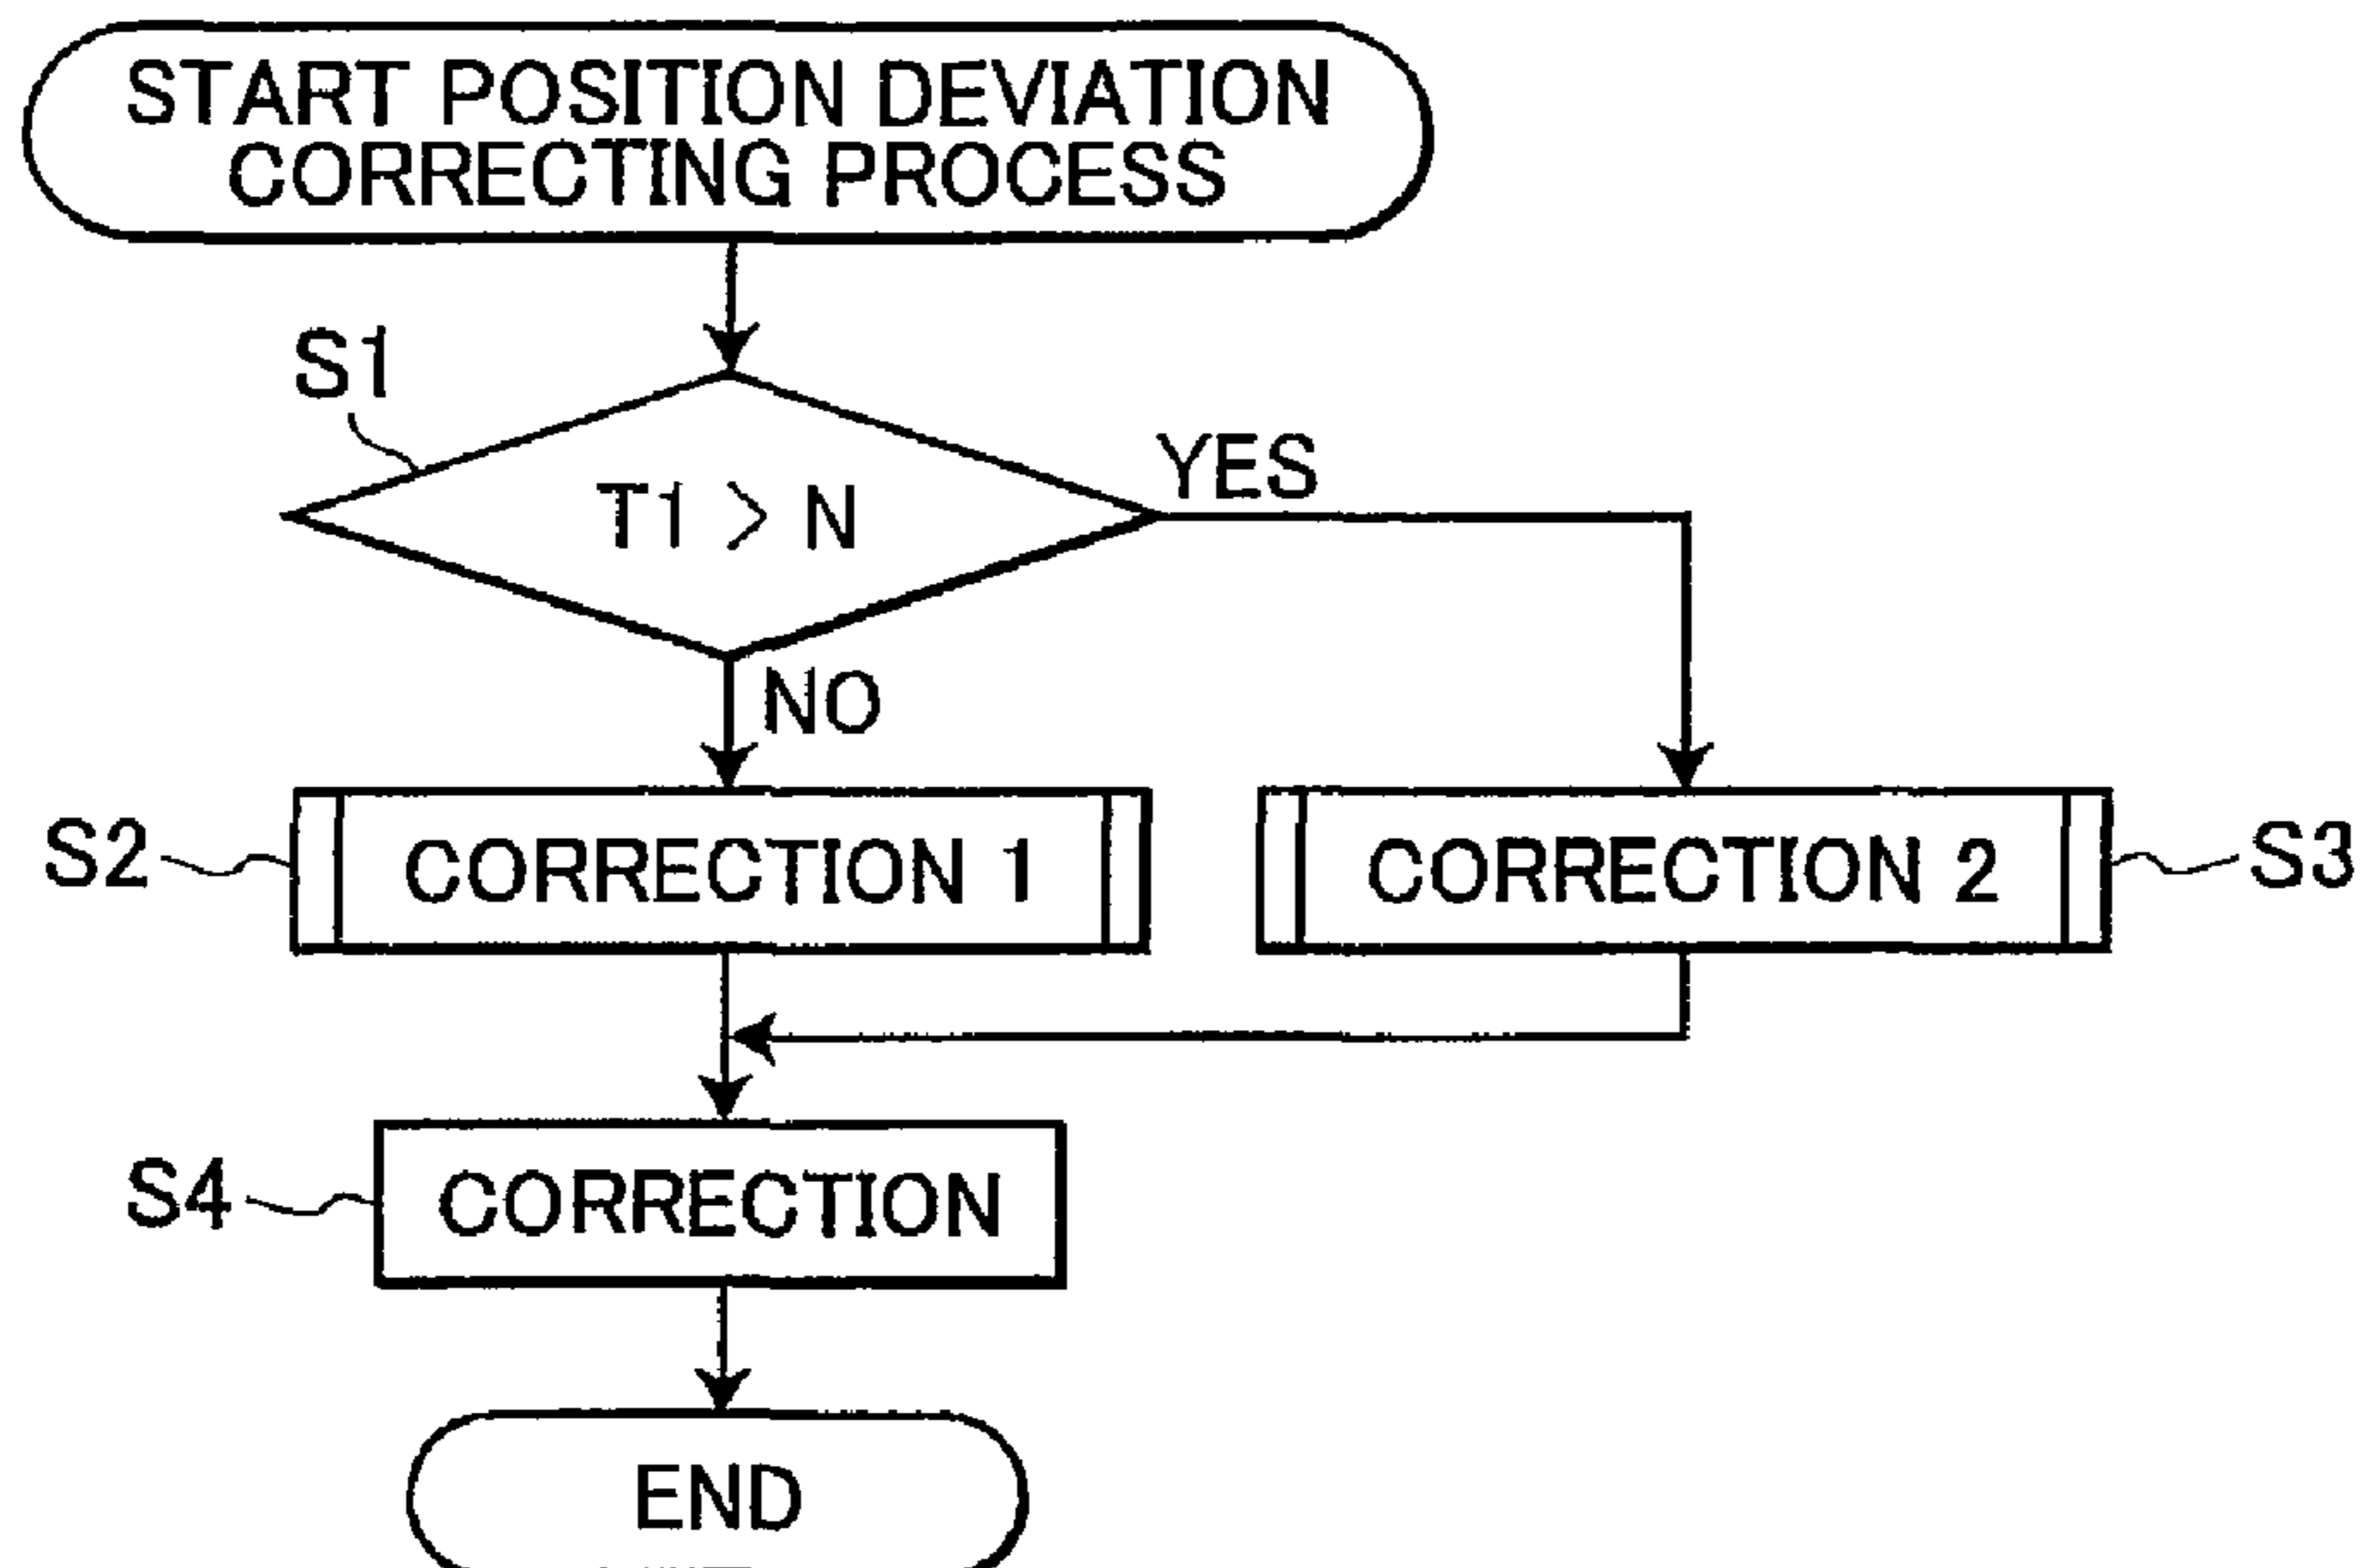 START POSITION DEVIATION
CORRECTING PROCESS
S1
T1 > N
YES
NO
S2
CORRECTION 1
CORRECTION 2
S3
S4
CORRECTION
END